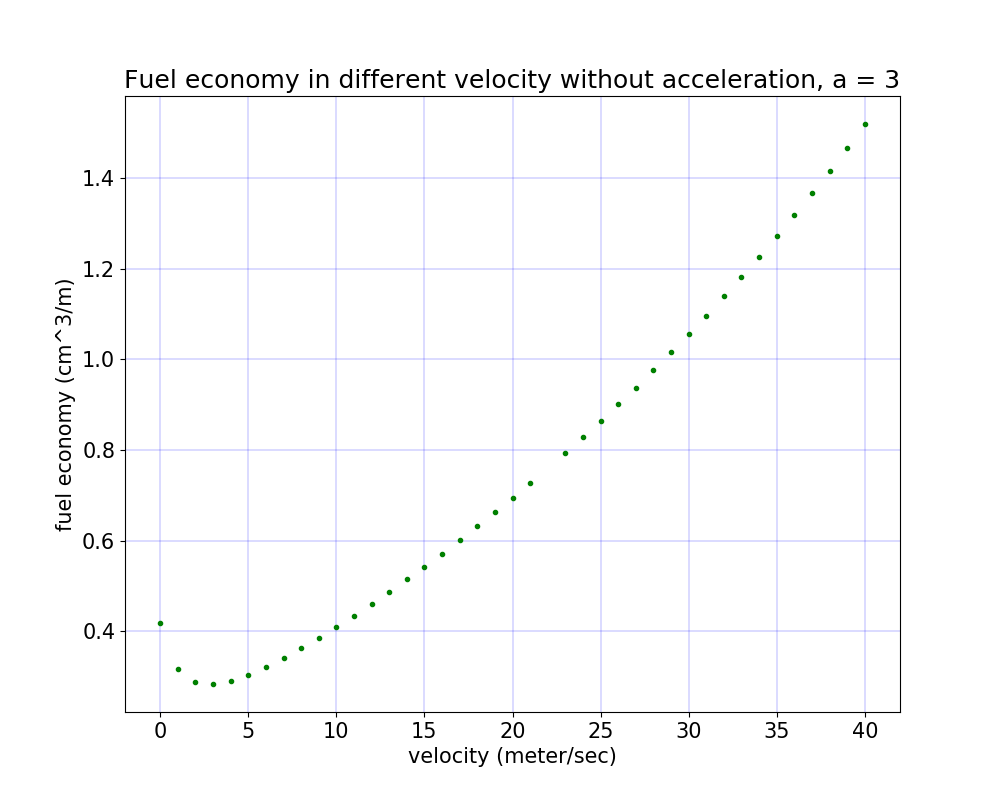 Fuel economy in different velocity without acceleration, a = 3
1.4
1.2
1.0
0.8
0.6
0.4
fuel economy (cm^3/m)
0 5 10 15 20 25 30 35 40
velocity (meter/sec)